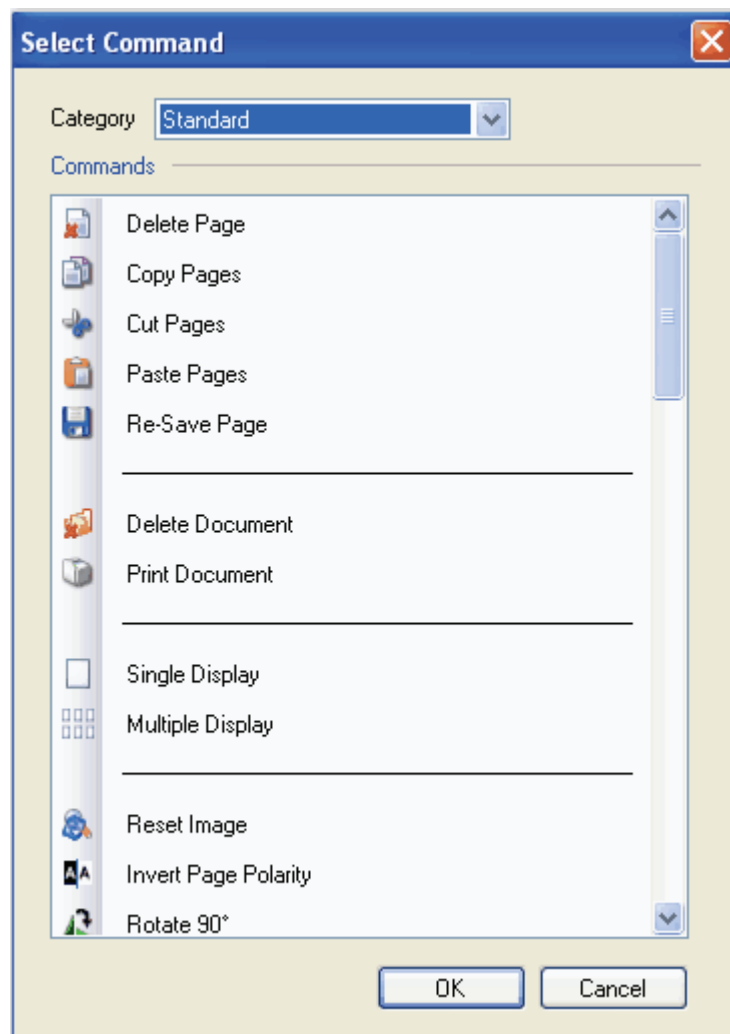 Select Command
Category Standard
Commands
Delete Page
Copy Pages
Cut Pages
Paste Pages
Re-Save Page
Delete Document
Print Document
Single Display
Multiple Display
Reset Image
A A Invert Page Polarity
Rotate 90°
OK Cancel